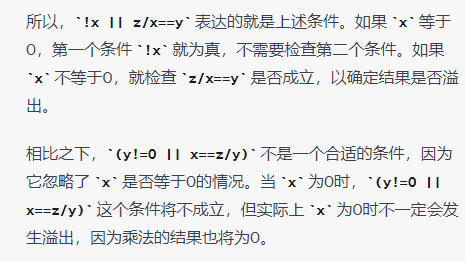 所以，`!x || z/x==y`表达的就是上述条件。如果 `x`等于
0，第一个条件`!x`就为真，不需要检查第二个条件。如果
`x`不等于0，就检查`z/x==y`是否成立，以确定结果是否溢
出。
相比之下，`(y!=0 || x==z/y)`不是一个合适的条件，因为
它忽略了`x`是否等于0的情况。当`x`为0时，`(y!=0 ||
x==z/y)`这个条件将不成立，但实际上`x`为0时不一定会发
生溢出，因为乘法的结果也将为0。